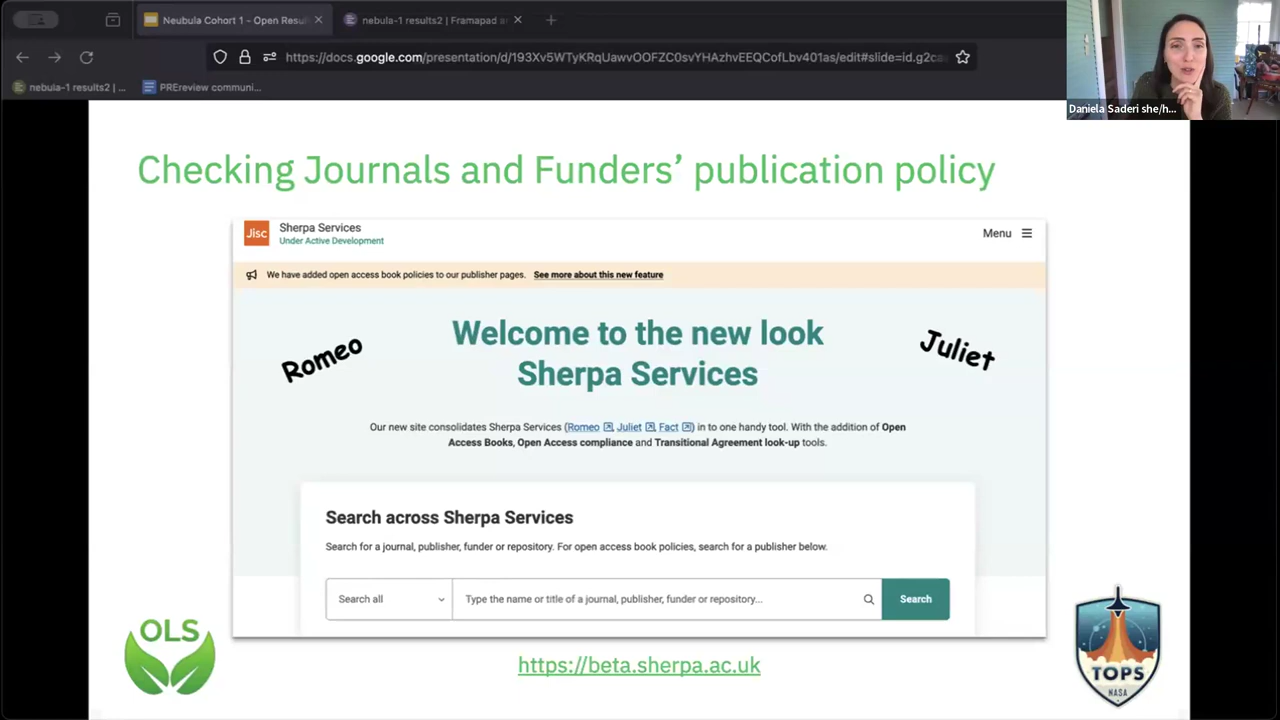 Neubula Cohort 1 - Open Resul
nebula-1 results2 | Framapad
https://docs.google.com/presentation/d/193Xv5WTyKRqUawvOOFZC0svYHAzhvEEQCofLbv401as/edit#slide=id.g2ca
nebula-1 results2) | ...
PREreview communi...
Daniela Saderi she/h...
Checking Journals and Funders’ publication policy
Jisc
Sherpa Services
Under Active Development
Menu
We have added open access book policies to our publisher pages. See more about this new feature
Romeo
Welcome to the new look
Juliet
Sherpa Services
Our new site consolidates Sherpa Services (Romeo, Juliet, Fact) in to one handy tool. With the addition of Open
Access Books, Open Access compliance and Transitional Agreement look-up tools.
Search across Sherpa Services
Search for a journal, publisher, funder or repository. For open access book policies, search for a publisher below.
Search all
Type the name or title of a journal, publisher, funder or repository...
Search
OLS
https://beta.sherpa.ac.uk
TOPS
NASA